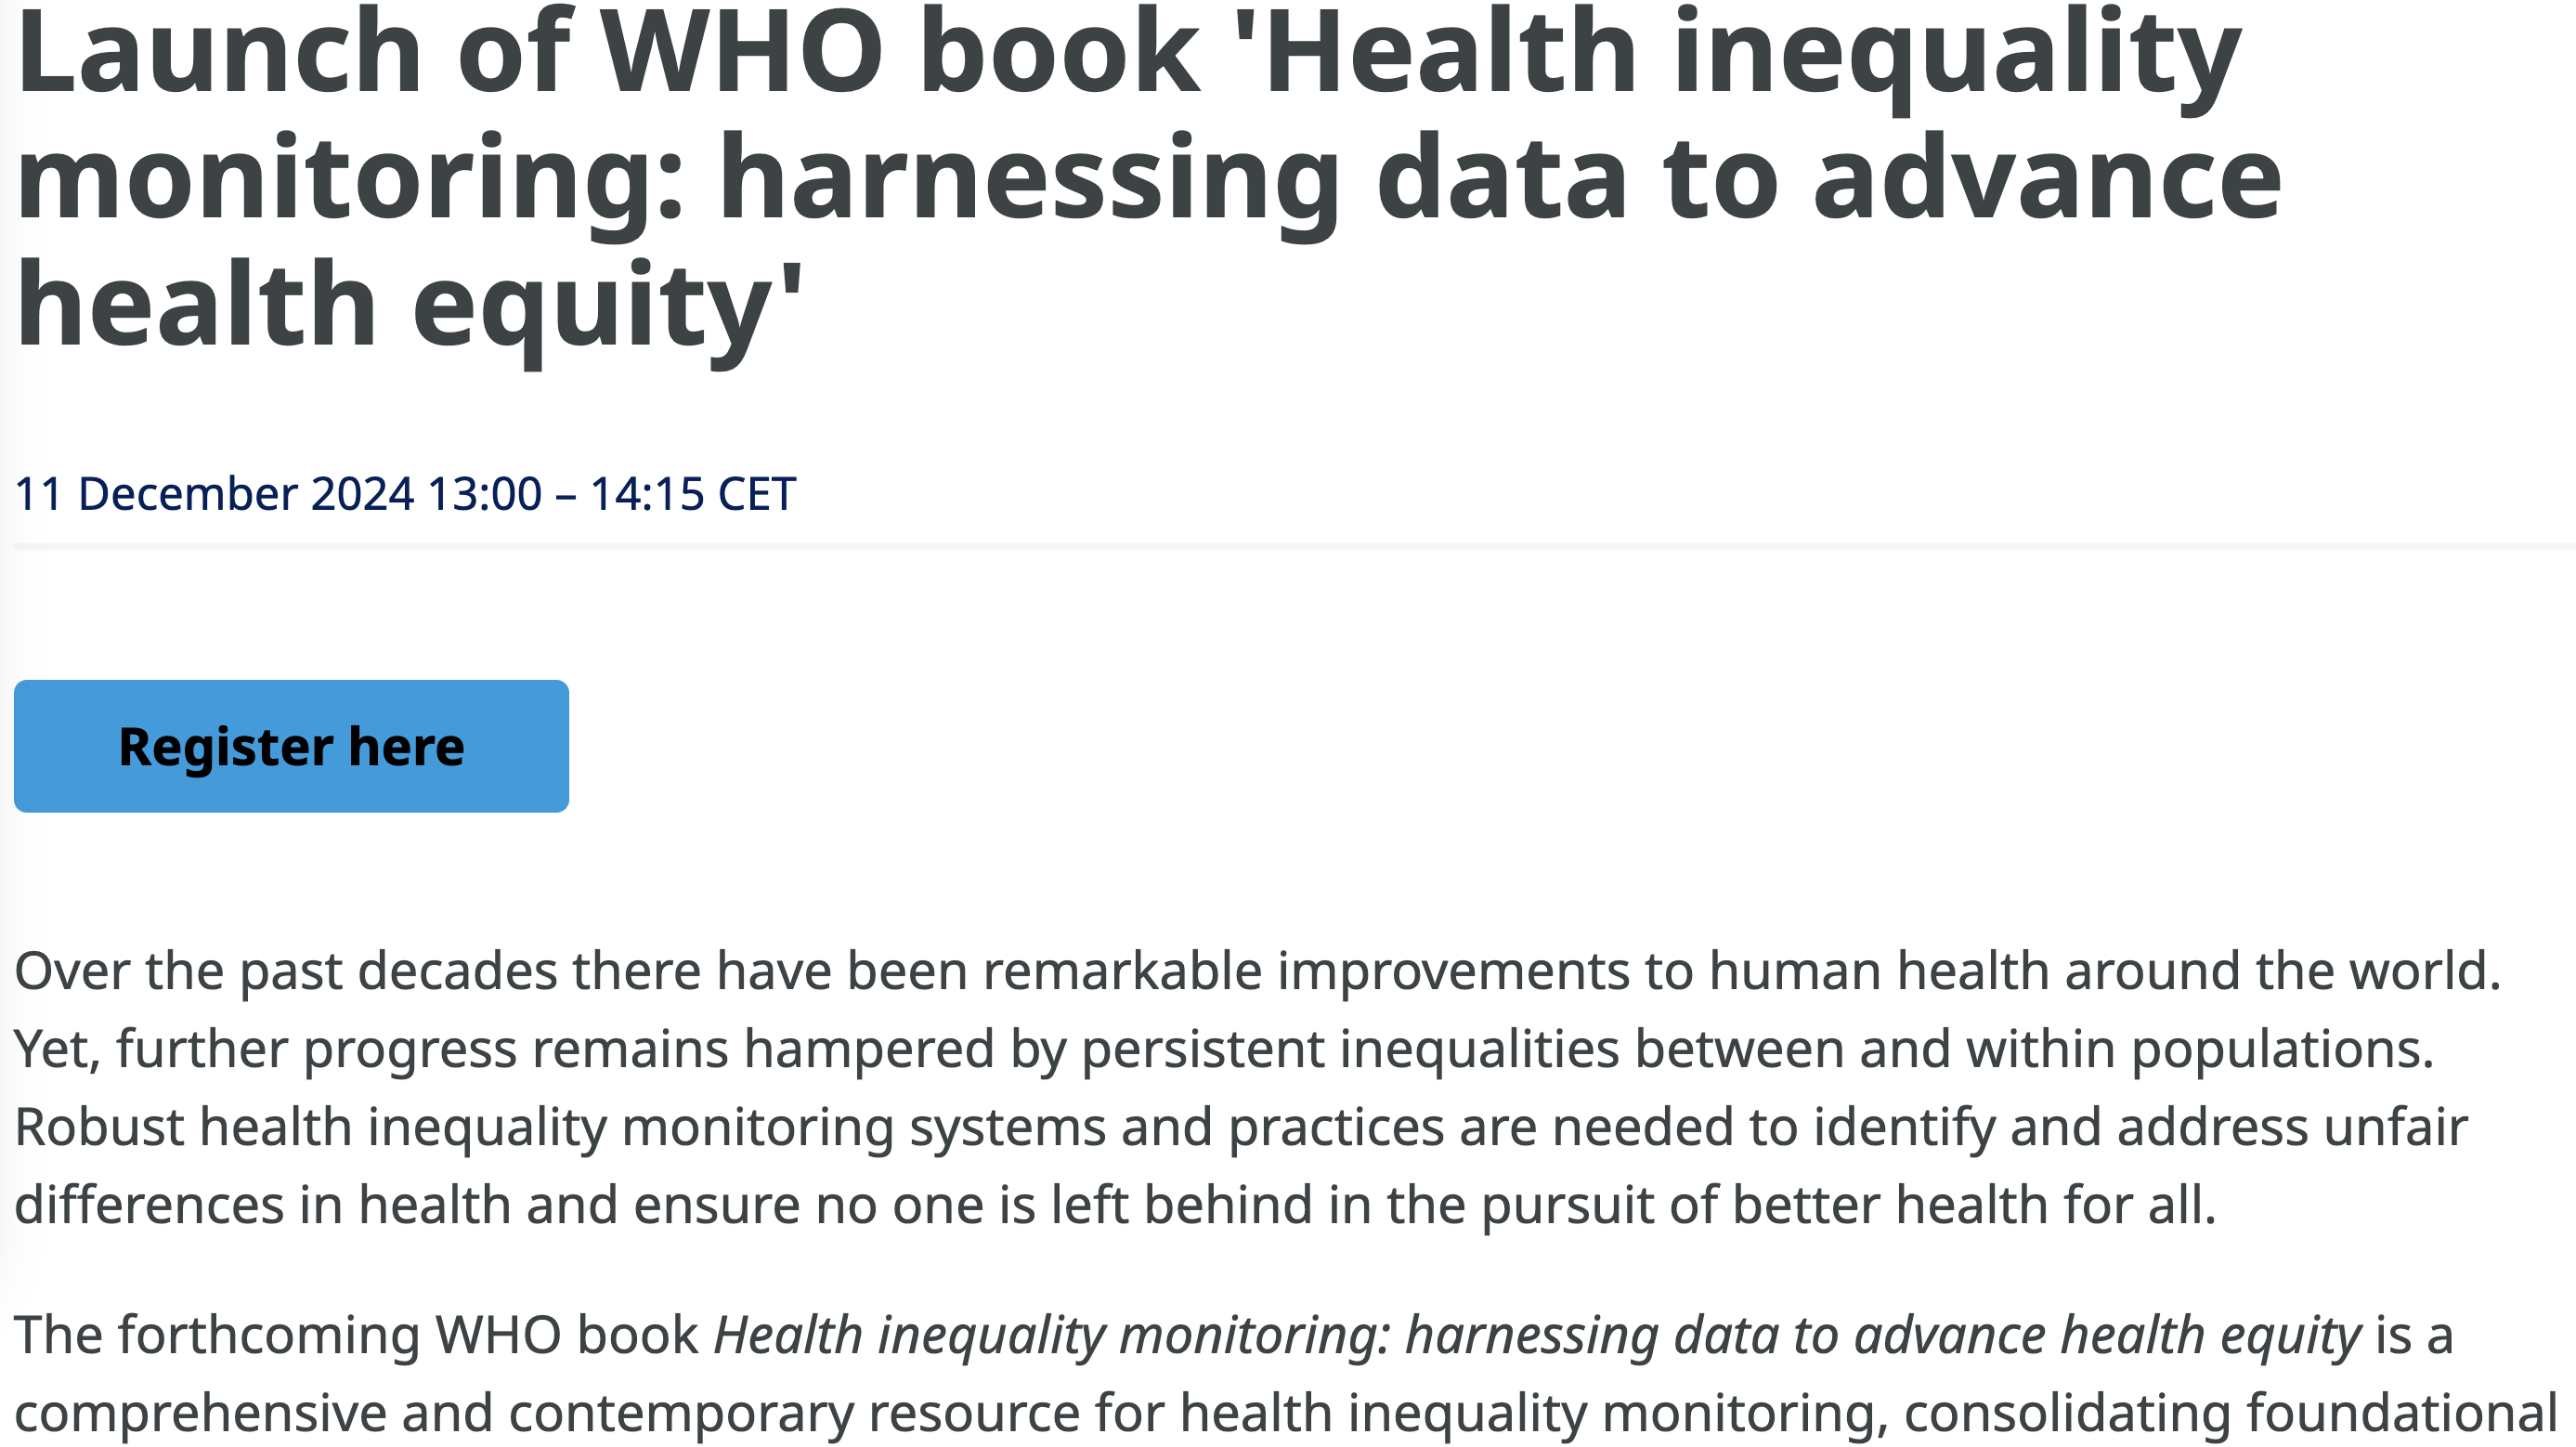 Launch of WHO book 'Health inequality
monitoring: harnessing data to advance
health equity'
11 December 2024 13:00 – 14:15 CET
Register here
Over the past decades there have been remarkable improvements to human health around the world.
Yet, further progress remains hampered by persistent inequalities between and within populations.
Robust health inequality monitoring systems and practices are needed to identify and address unfair
differences in health and ensure no one is left behind in the pursuit of better health for all.
The forthcoming WHO book Health inequality monitoring: harnessing data to advance health equity is a
comprehensive and contemporary resource for health inequality monitoring, consolidating foundational